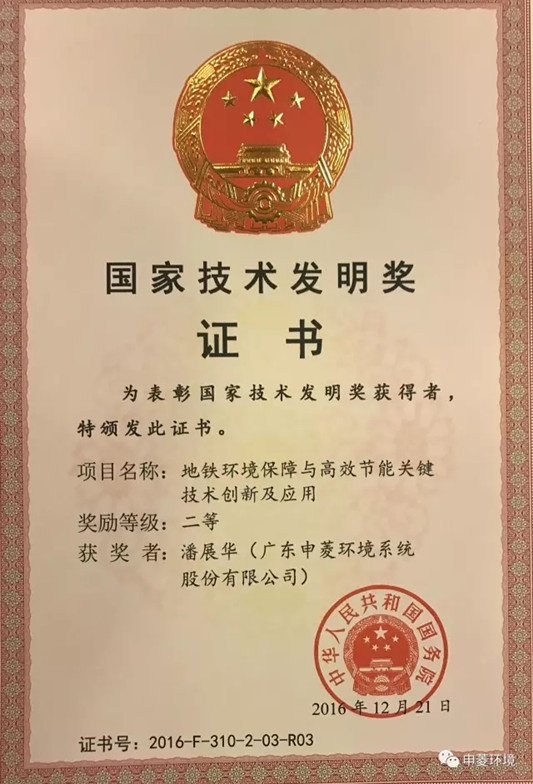 国家技术发明奖
证书
为表彰国家技术发明奖获得者，
特颁发此证书。
项目名称：地铁环境保障与高效节能关键
技术创新及应用
奖励等级：二等
获奖者：潘展华（广东申菱环境系统
股份有限公司）
中华人民共和国国务院
2016年12月21日
证书号：2016-F-310-2-03-R03
申菱环境